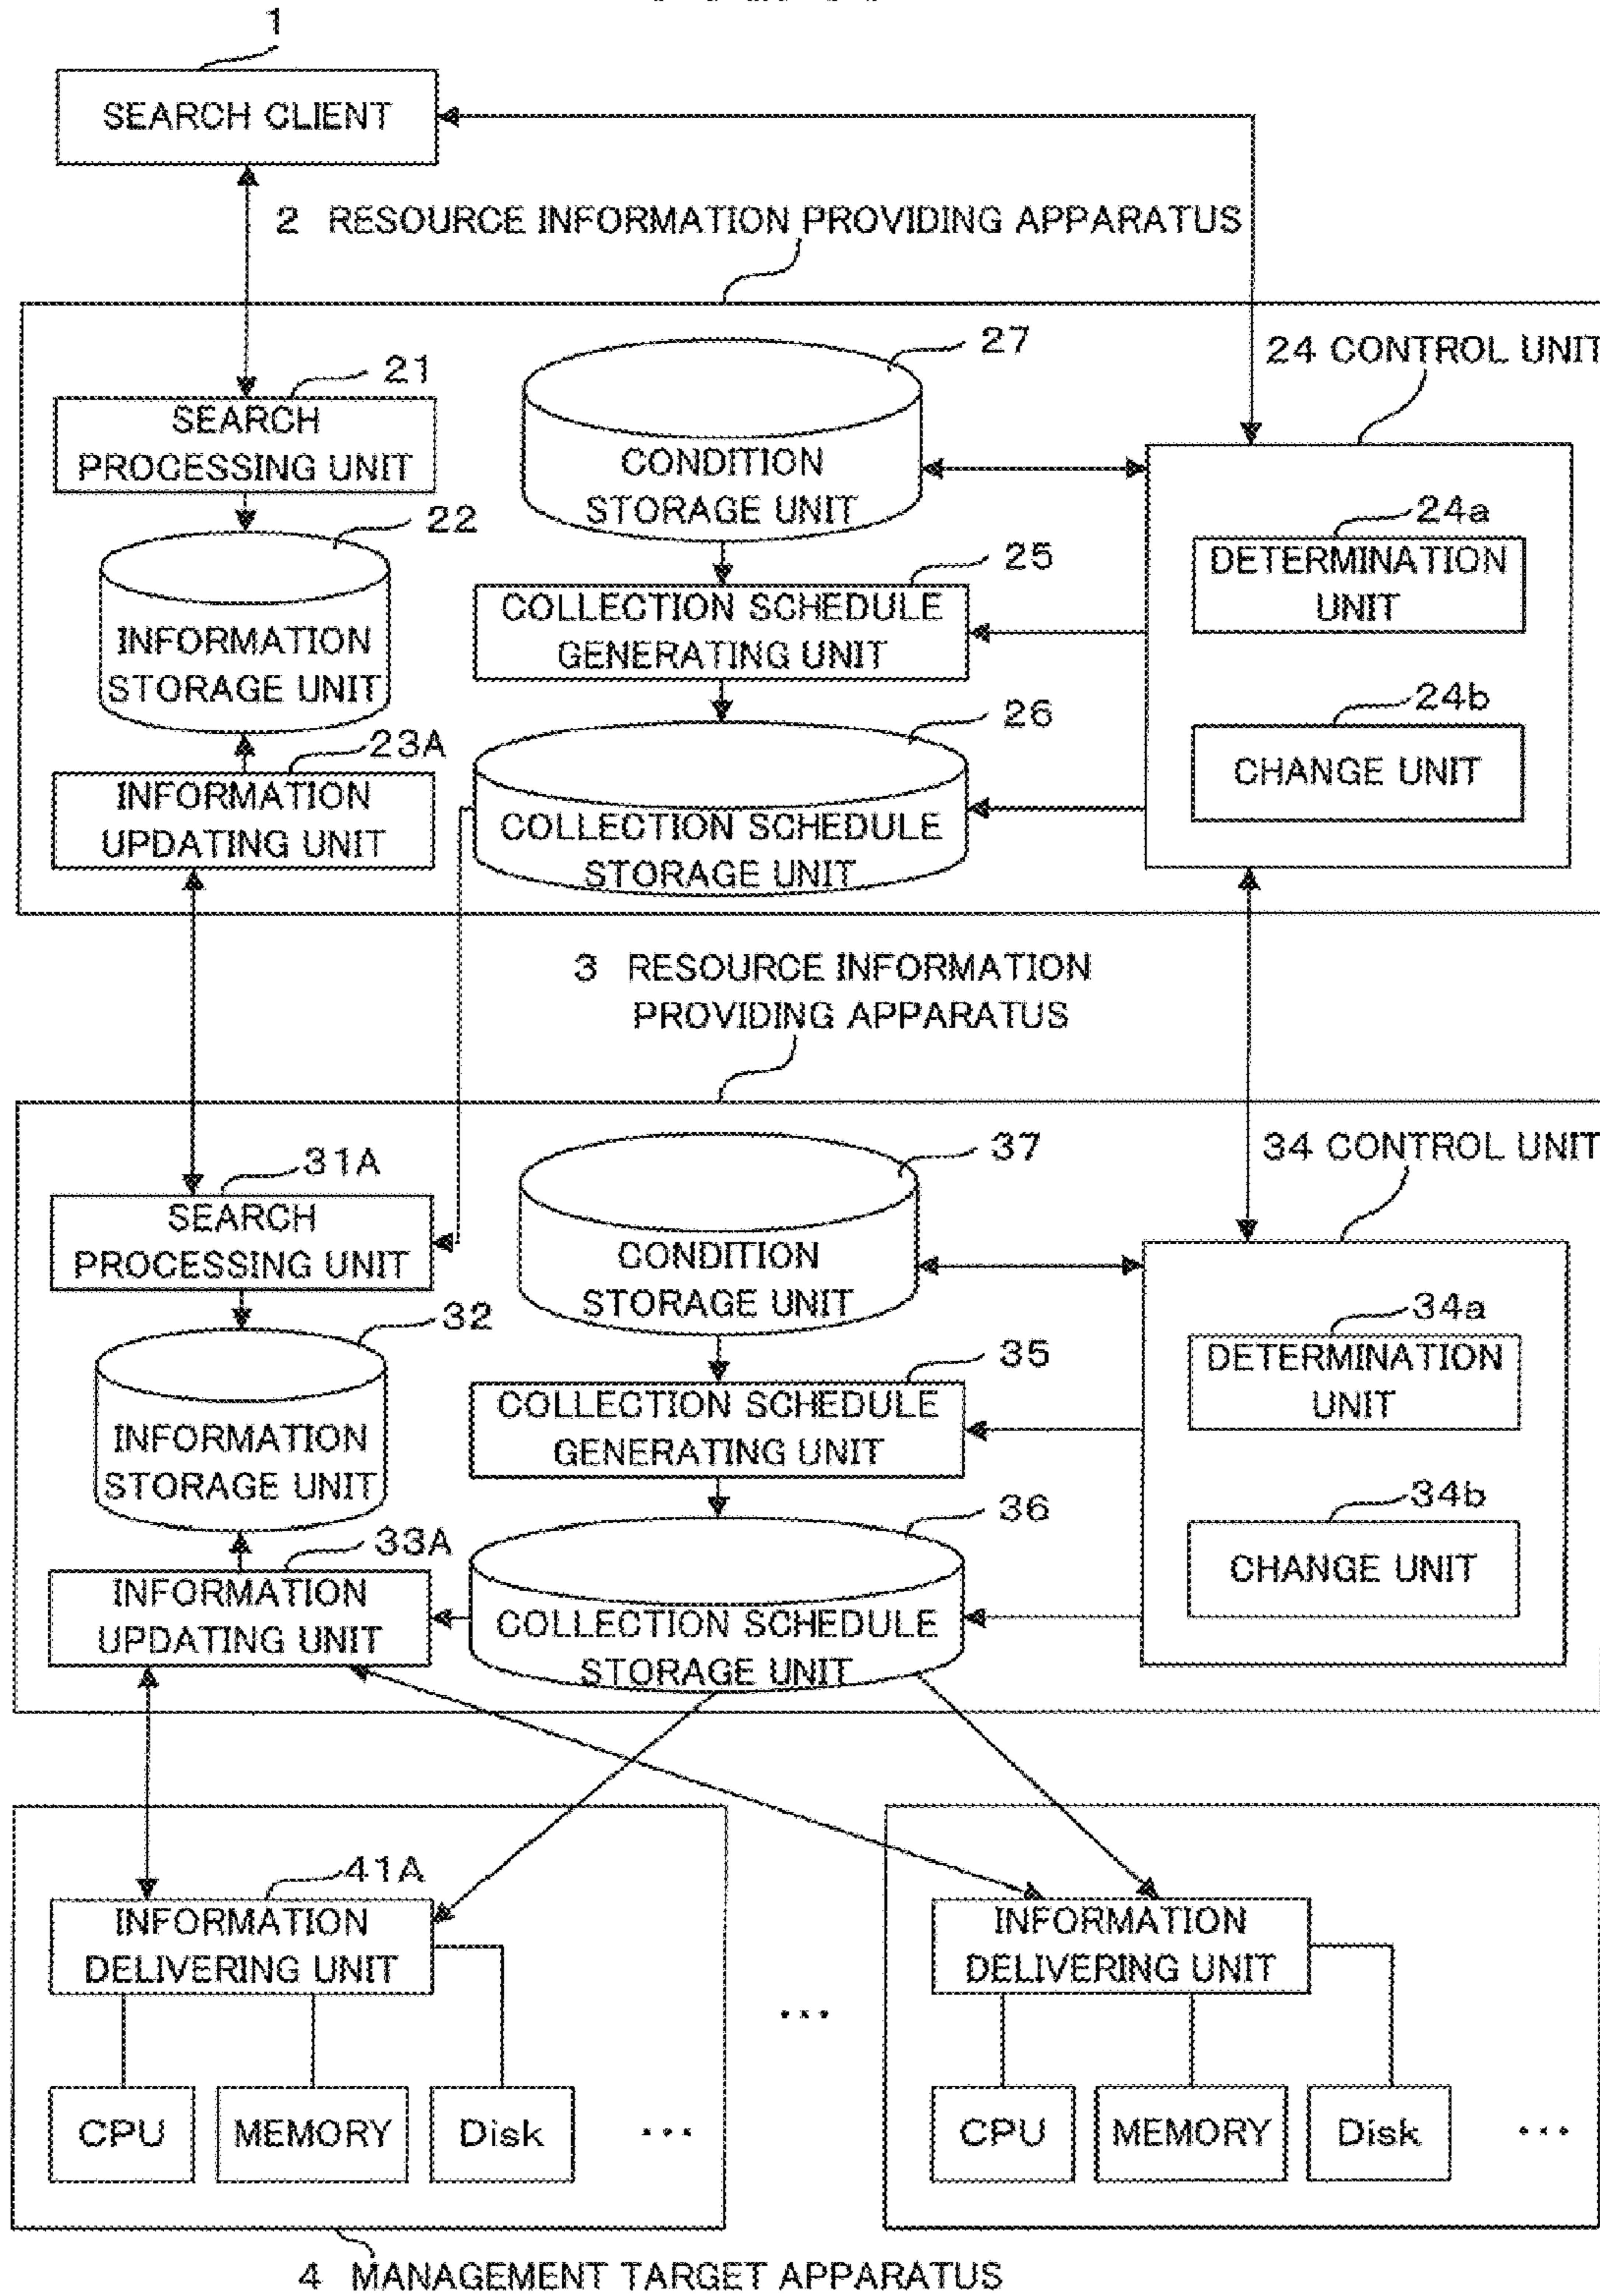 1
SEARCH CLIENT
2 RESOURCE INFORMATION PROVIDING APPARATUS
27
24 CONTROL UNIT
21
SEARCH
PROCESSING UNIT
CONDITION
STORAGE UNIT
22
24a
DETERMINATION
UNIT
25
COLLECTION SCHEDULE
GENERATING UNIT
INFORMATION
STORAGE UNIT
24b
CHANGE UNIT
26
23A
INFORMATION
UPDATING UNIT
COLLECTION SCHEDULE
STORAGE UNIT
3 RESOURCE INFORMATION
PROVIDING APPARATUS
37
34 CONTROL UNIT
31A
SEARCH
PROCESSING UNIT
CONDITION
STORAGE UNIT
32
34a
DETERMINATION
UNIT
35
COLLECTION SCHEDULE
GENERATING UNIT
INFORMATION
STORAGE UNIT
34b
CHANGE UNIT
36
33A
INFORMATION
UPDATING UNIT
COLLECTION SCHEDULE
STORAGE UNIT
41A
INFORMATION
DELIVERING UNIT
INFORMATION
DELIVERING UNIT
...
CPU
MEMORY
Disk
...
CPU
MEMORY
Disk
...
4 MANAGEMENT TARGET APPARATUS